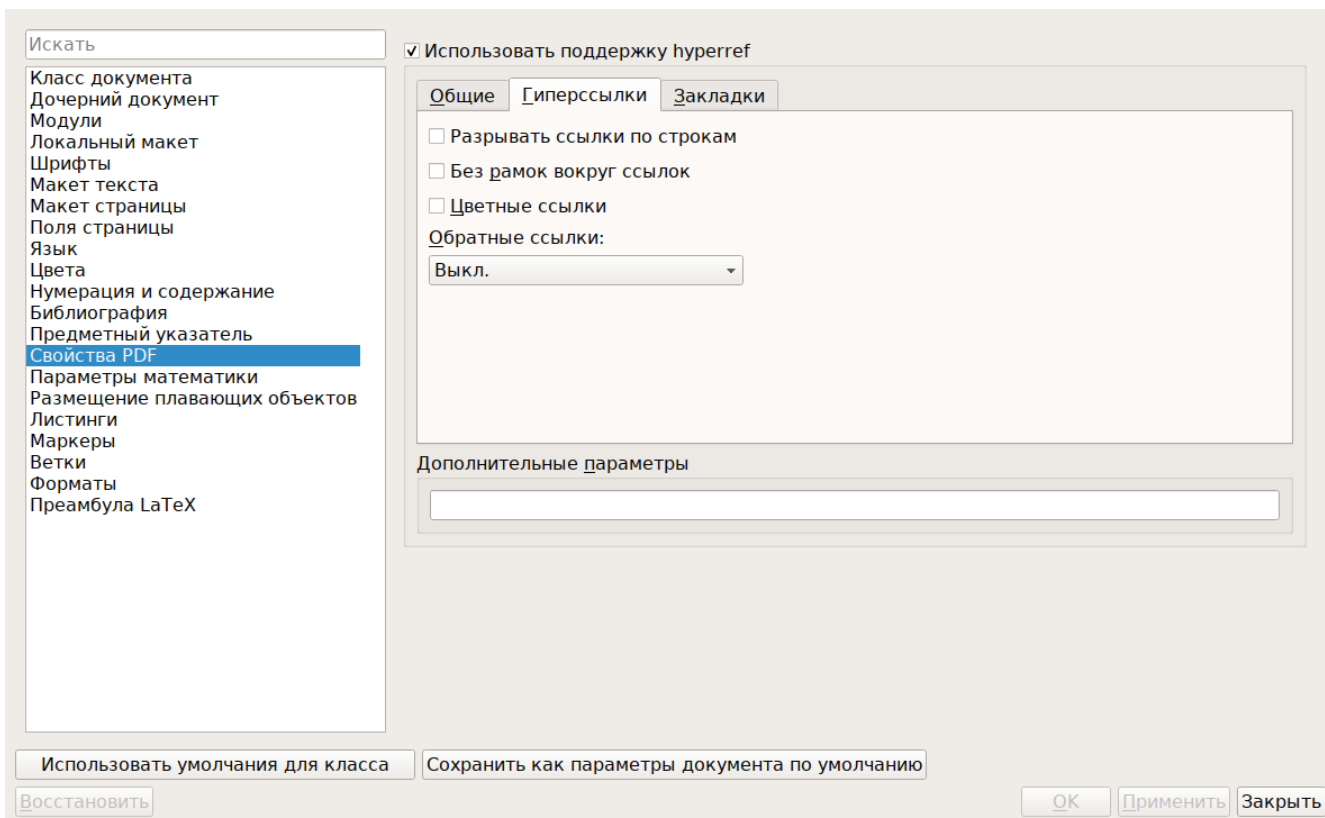 Искать
Класс документа
Дочерний документ
Модули
Локальный макет
Шрифты
Макет текста
Макет страницы
Поля страницы
Язык
Цвета
Нумерация и содержание
Библиография
Предметный указатель
Свойства PDF
Параметры математики
Размещение плавающих объектов
Листинги
Маркеры
Ветки
Форматы
Преамбула LaTeX
Использовать поддержку hyperref
Общие Гиперссылки Закладки
Разрывать ссылки по строкам
Без рамок вокруг ссылок
Цветные ссылки
Обратные ссылки:
Выкл.
Дополнительные параметры
Использовать умолчания для класса Сохранить как параметры документа по умолчанию
Восстановить OK Применить Закрыть